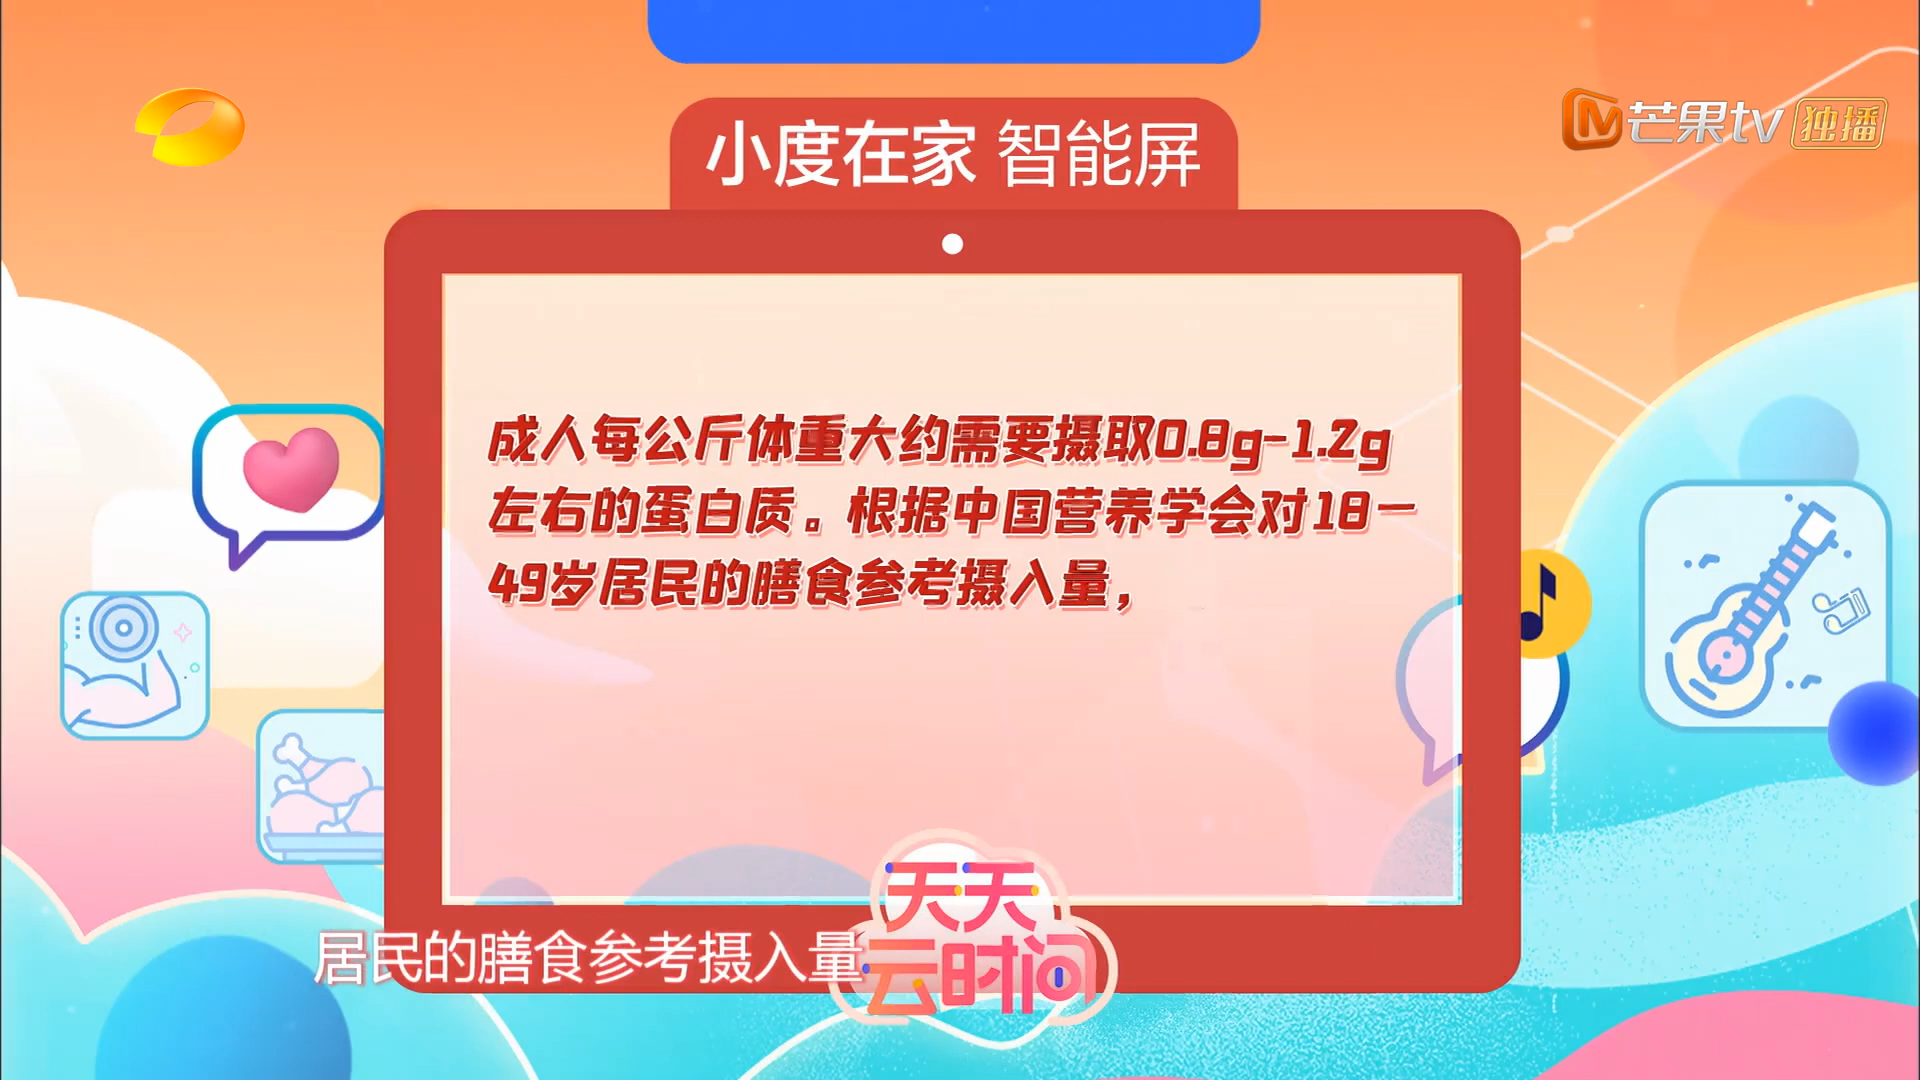 芒果tv 独播
小度在家 智能屏
成人每公斤体重大约需要摄取0.8g-1.2g
左右的蛋白质。根据中国营养学会对18一
49岁居民的膳食参考摄入量，
天天
云时间
居民的膳食参考摄入量